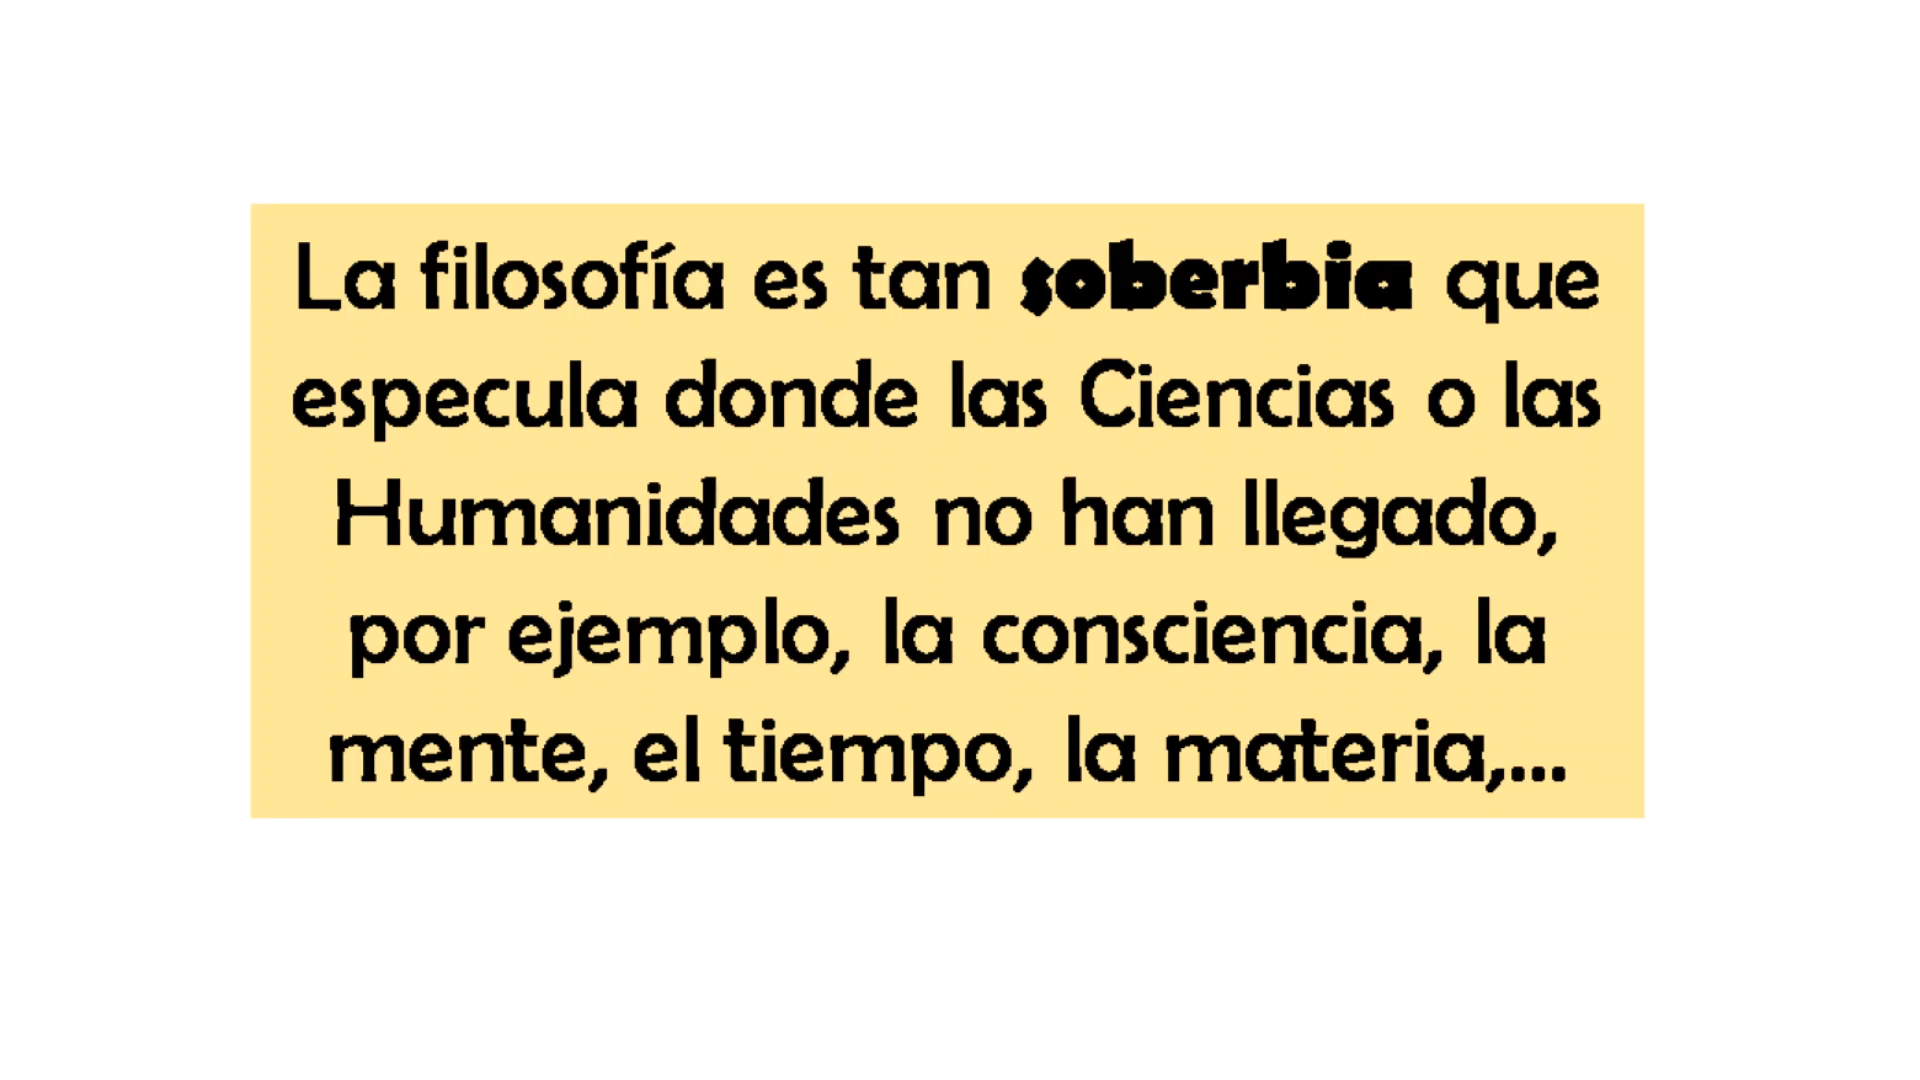 La filosofía es tan soberbia que
especula donde las Ciencias o las
Humanidades no han llegado,
por ejemplo, la consciencia, la
mente, el tiempo, la materia,...